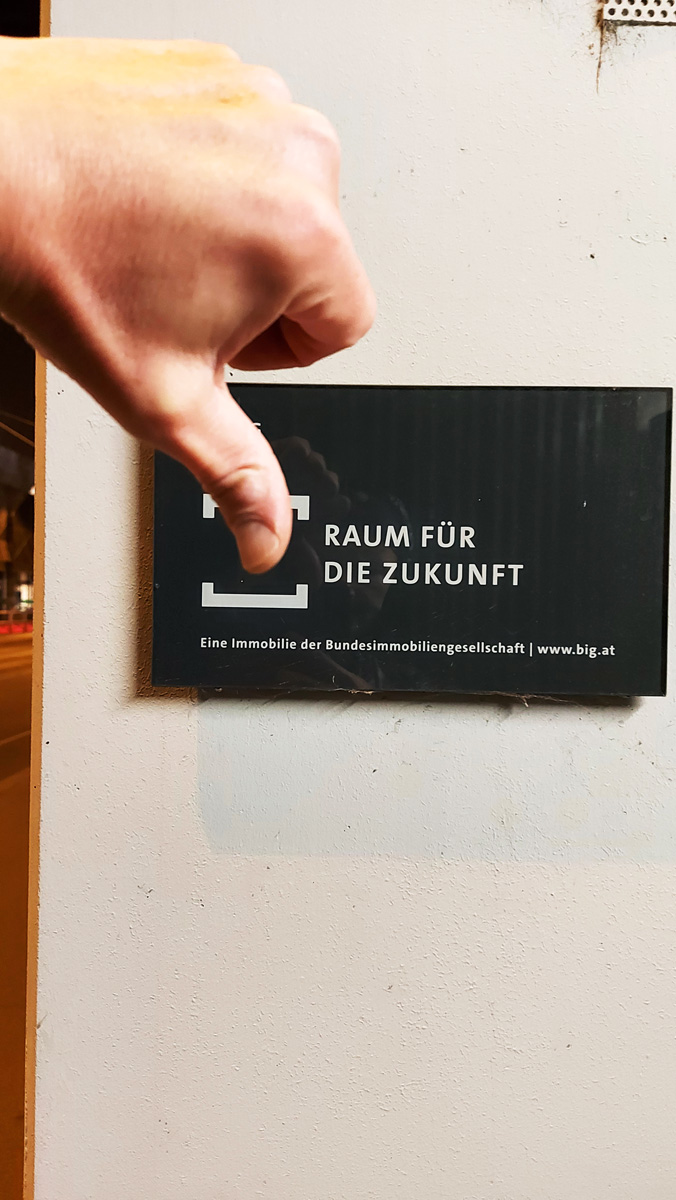 RAUM FÜR
DIE ZUKUNFT
Eine Immobilie der Bundesimmobiliengesellschaft | www.big.at